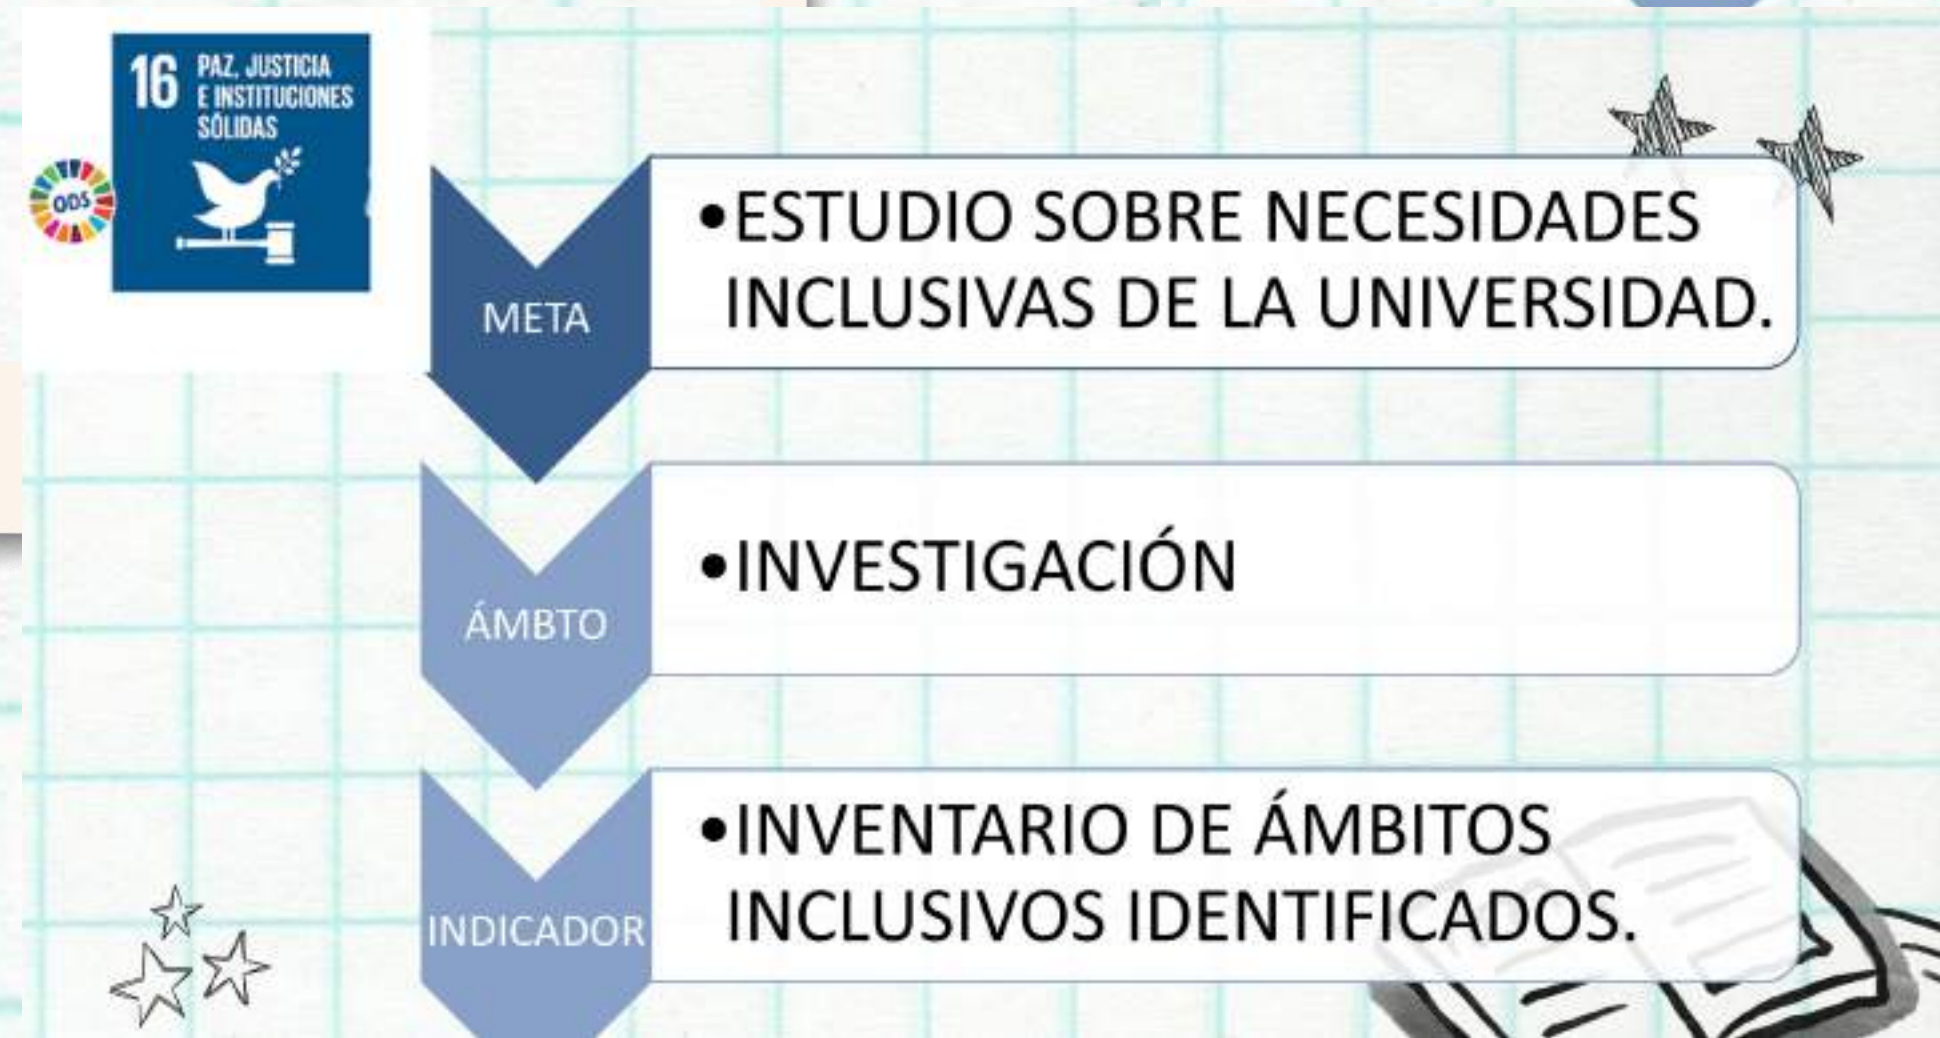 16 PAZ, JUSTICIA
E INSTITUCIONES
SÓLIDAS
ODS
META
•ESTUDIO SOBRE NECESIDADES
INCLUSIVAS DE LA UNIVERSIDAD.
ÁMBTO
•INVESTIGACIÓN
INDICADOR
•INVENTARIO DE ÁMBITOS
INCLUSIVOS IDENTIFICADOS.